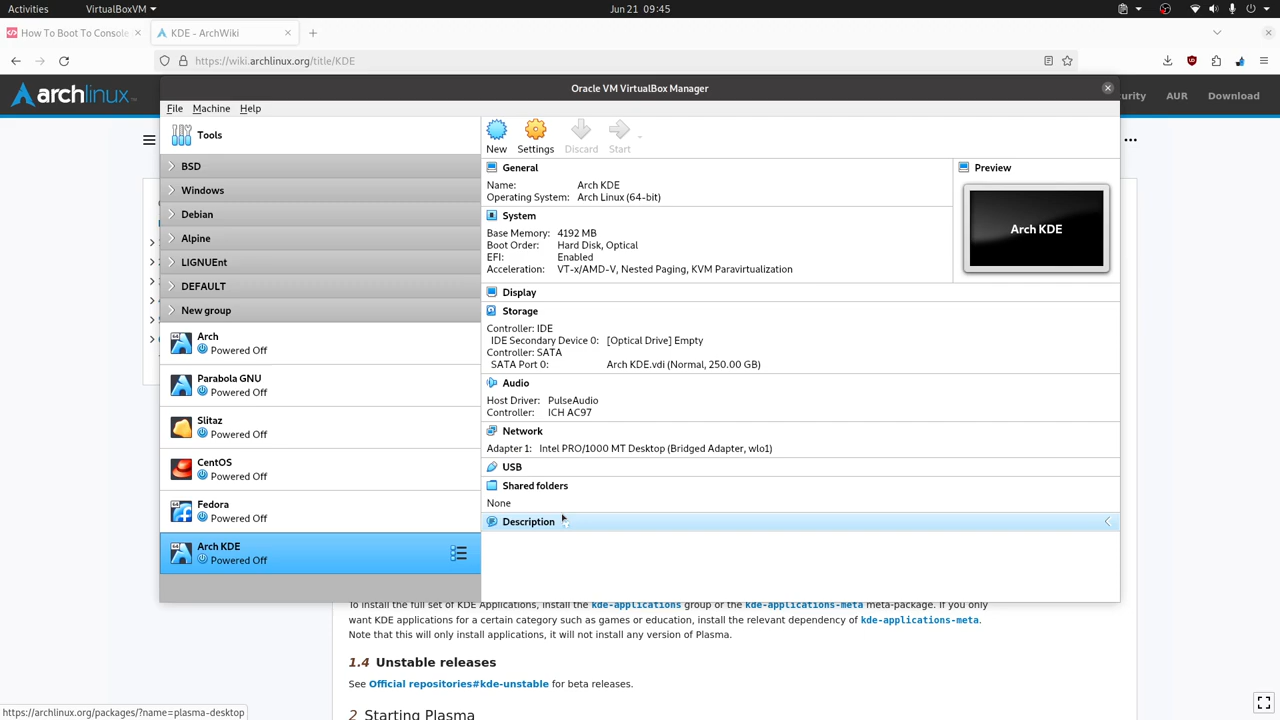 Activities
VirtualBoxVM
Jun 21 09:45
How To Boot To Console
KDE - ArchWiki
https://wiki.archlinux.org/title/KDE
archlinux
urity
AUR
Download
Oracle VM VirtualBox Manager
File Machine Help
Tools
New Settings Discard Start
BSD
Windows
Debian
Alpine
LIGNUEnt
DEFAULT
New group
Arch
Powered Off
Parabola GNU
Powered Off
Slitaz
Powered Off
CentOS
Powered Off
Fedora
Powered Off
Arch KDE
Powered Off
General
Name: Arch KDE
Operating System: Arch Linux (64-bit)
Preview
Arch KDE
System
Base Memory: 4192 MB
Boot Order: Hard Disk, Optical
EFI: Enabled
Acceleration: VT-x/AMD-V, Nested Paging, KVM Paravirtualization
Display
Storage
Controller: IDE
IDE Secondary Device 0: [Optical Drive] Empty
Controller: SATA
SATA Port 0: Arch KDE.vdi (Normal, 250.00 GB)
Audio
Host Driver: PulseAudio
Controller: ICH AC97
Network
Adapter 1: Intel PRO/1000 MT Desktop (Bridged Adapter, wlo1)
USB
Shared folders
None
Description
To install the full set of KDE Applications, install the kde-applications group or the kde-applications-meta meta-package. If you only
want KDE applications for a certain category such as games or education, install the relevant dependency of kde-applications-meta.
Note that this will only install applications, it will not install any version of Plasma.
1.4 Unstable releases
See Official repositories#kde-unstable for beta releases.
2 Starting Plasma
https://archlinux.org/packages/?name=plasma-desktop